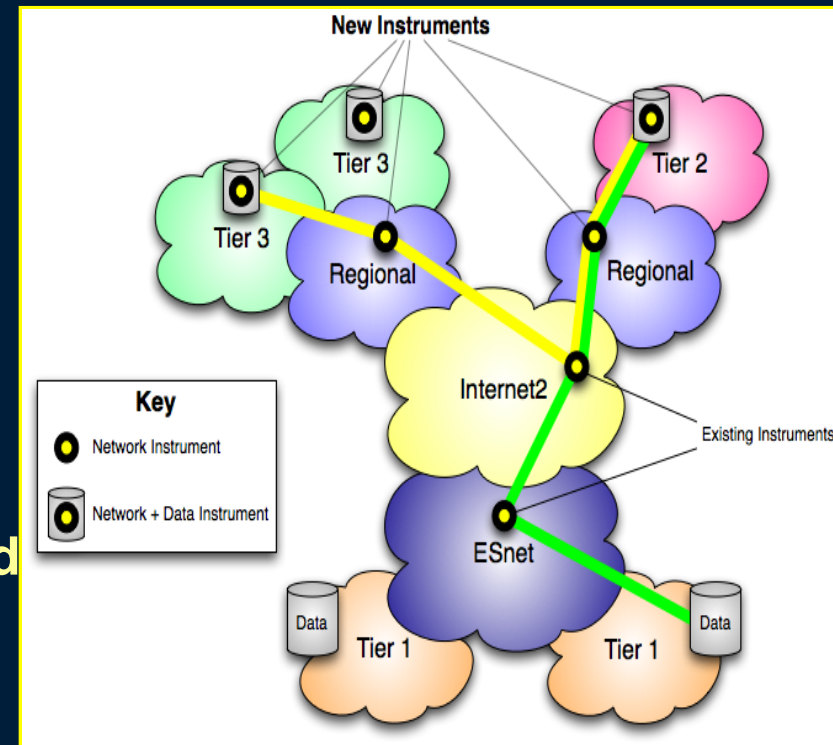 New Instruments
Tier 3
Tier 2
Tier 3
Regional
Regional
Internet2
Key
Network Instrument
Network + Data Instrument
Existing Instruments
d
ESnet
Data
Data
Tier 1
Tier 1